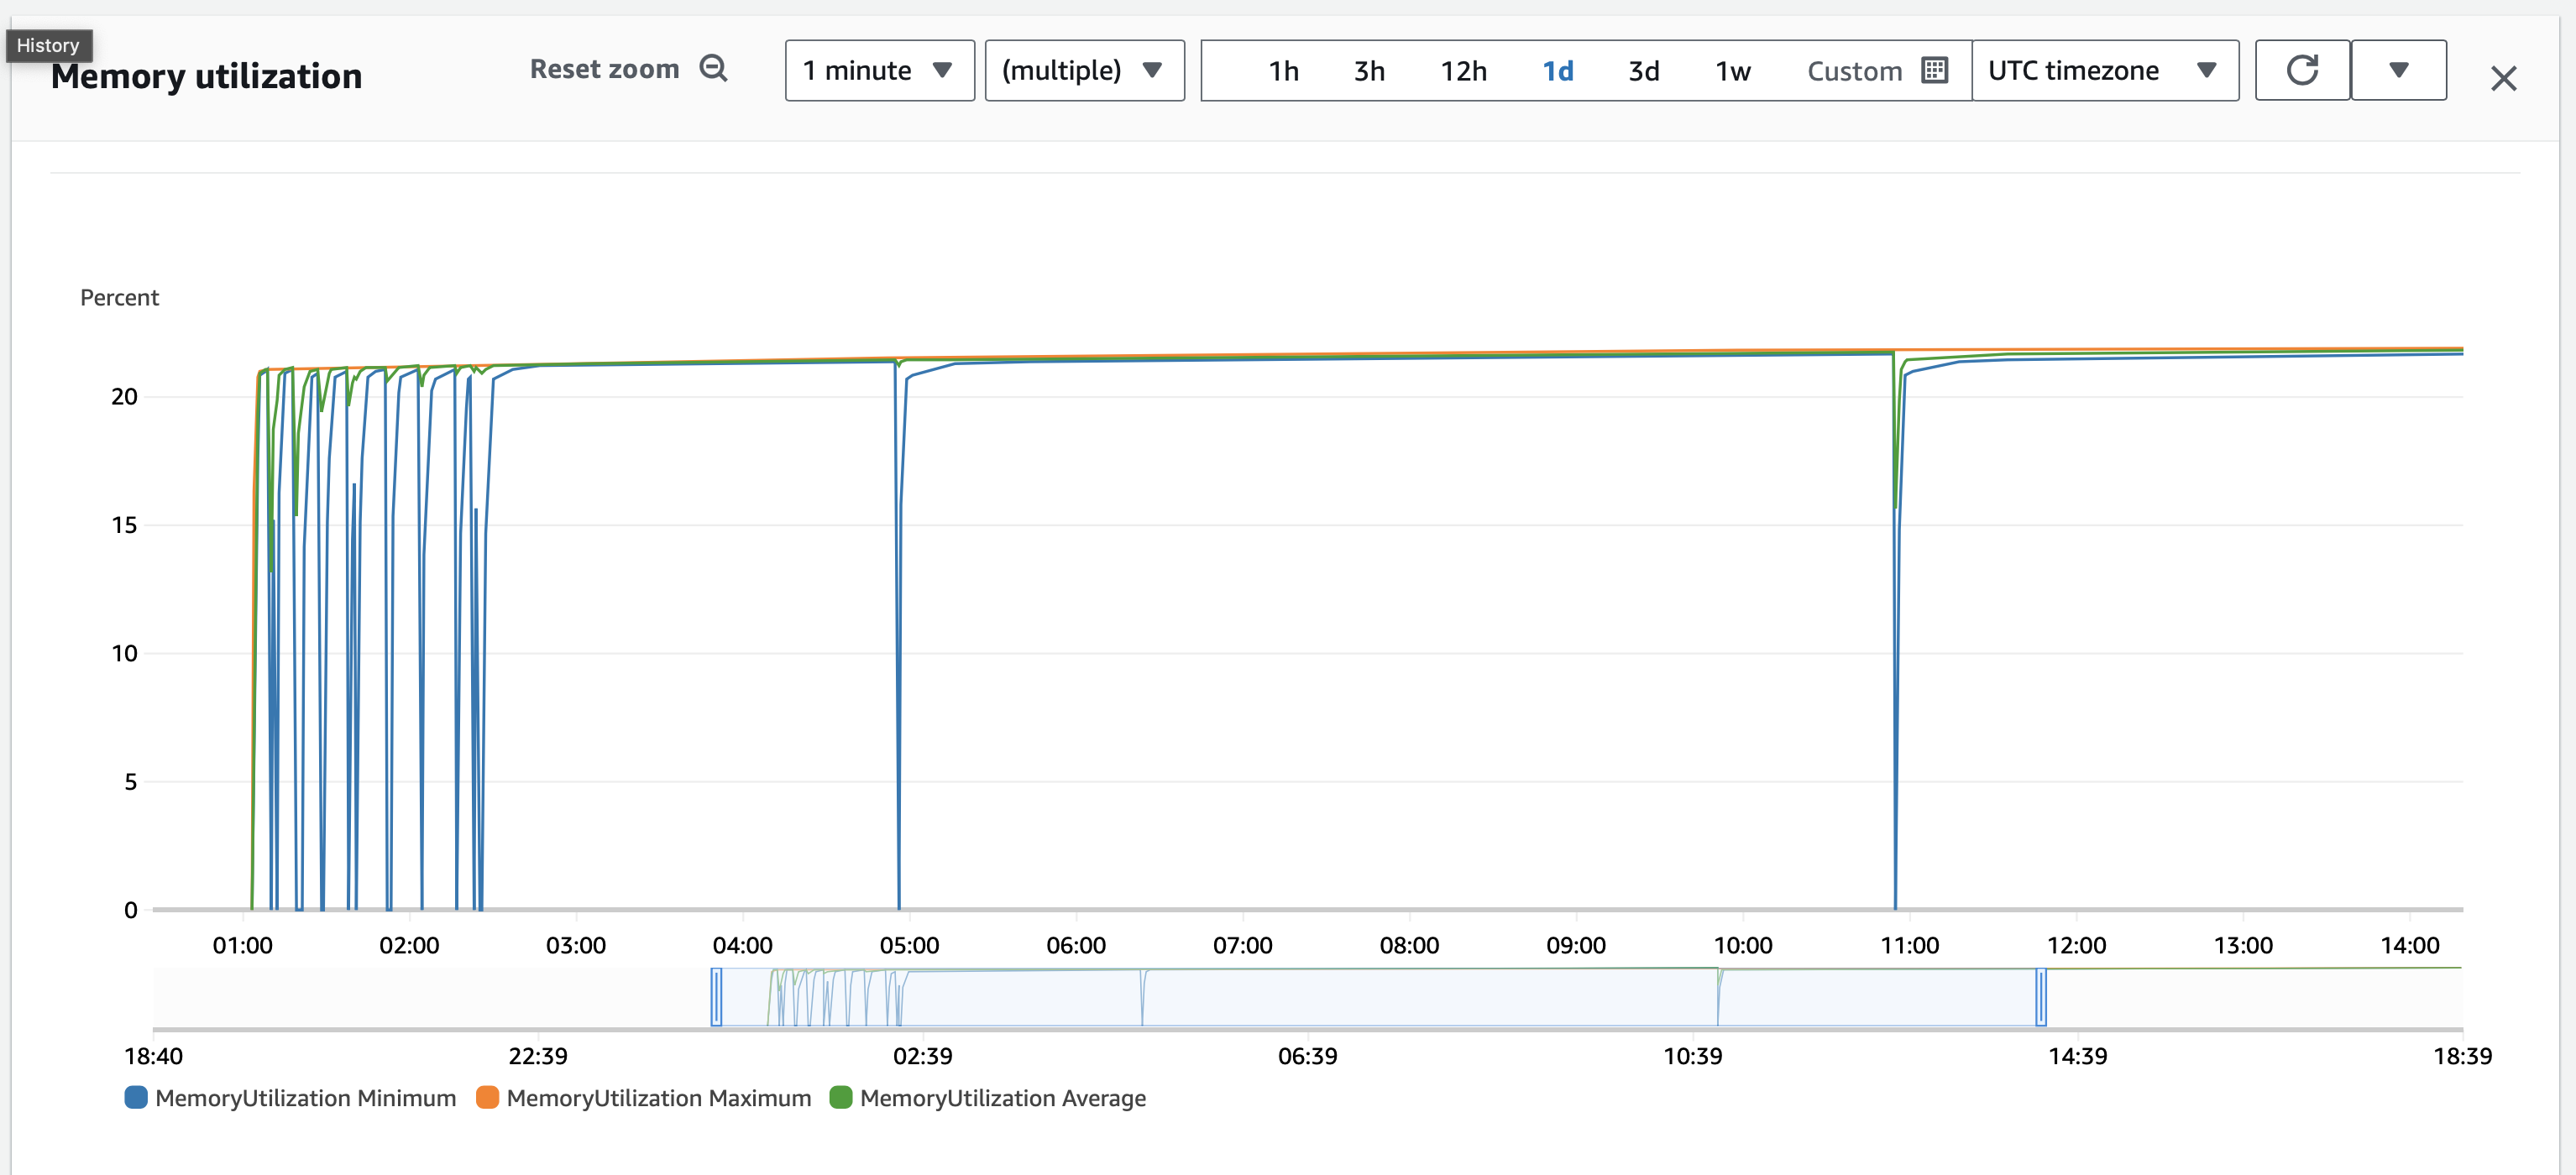 History
Memory utilization
Reset zoom
1 minute
(multiple)
1h 3h 12h 1d 3d 1w Custom
UTC timezone
Percent
20
15
10
5
0
01:00 02:00 03:00 04:00 05:00 06:00 07:00 08:00 09:00 10:00 11:00 12:00 13:00 14:00
18:40 22:39 02:39 06:39 10:39 14:39 18:39
MemoryUtilization Minimum MemoryUtilization Maximum MemoryUtilization Average